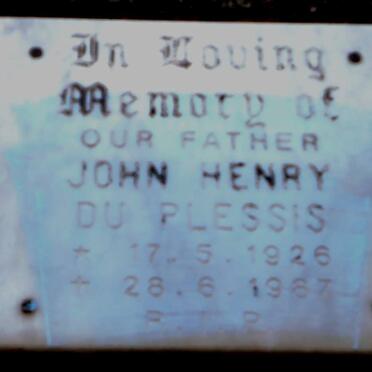 In Loving
Memory of
OUR FATHER
JOHN HENRY
DU PLESSIS
* 17.5.1926
† 28.6.1987
R.I.P.